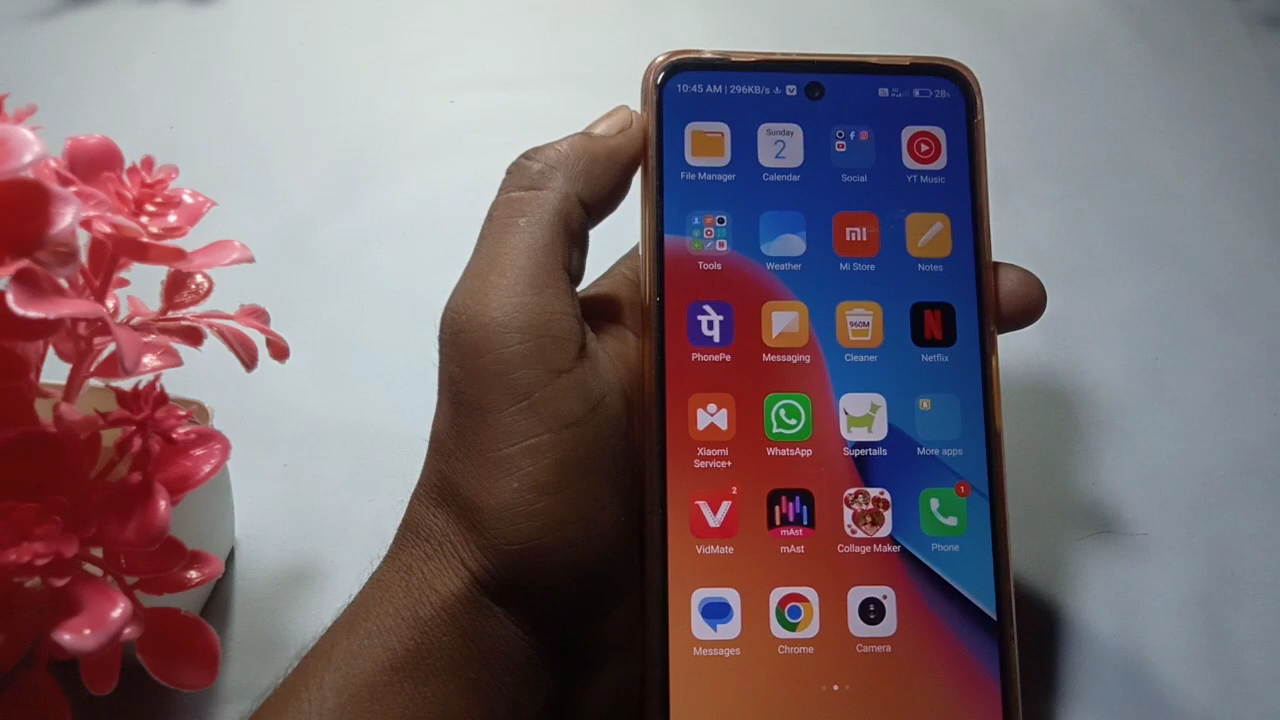 10:45 AM | 296KB/s
28
Sunday
2
File Manager
Calendar
Social
YT Music
mi
Tools
Weather
Mi Store
Notes
पे
960M
N
PhonePe
Messaging
Cleaner
Netflix
Xiaomi
Service+
WhatsApp
Supertails
More apps
2
1
mAst
VidMate
mAst
Collage Maker
Phone
Messages
Chrome
Camera